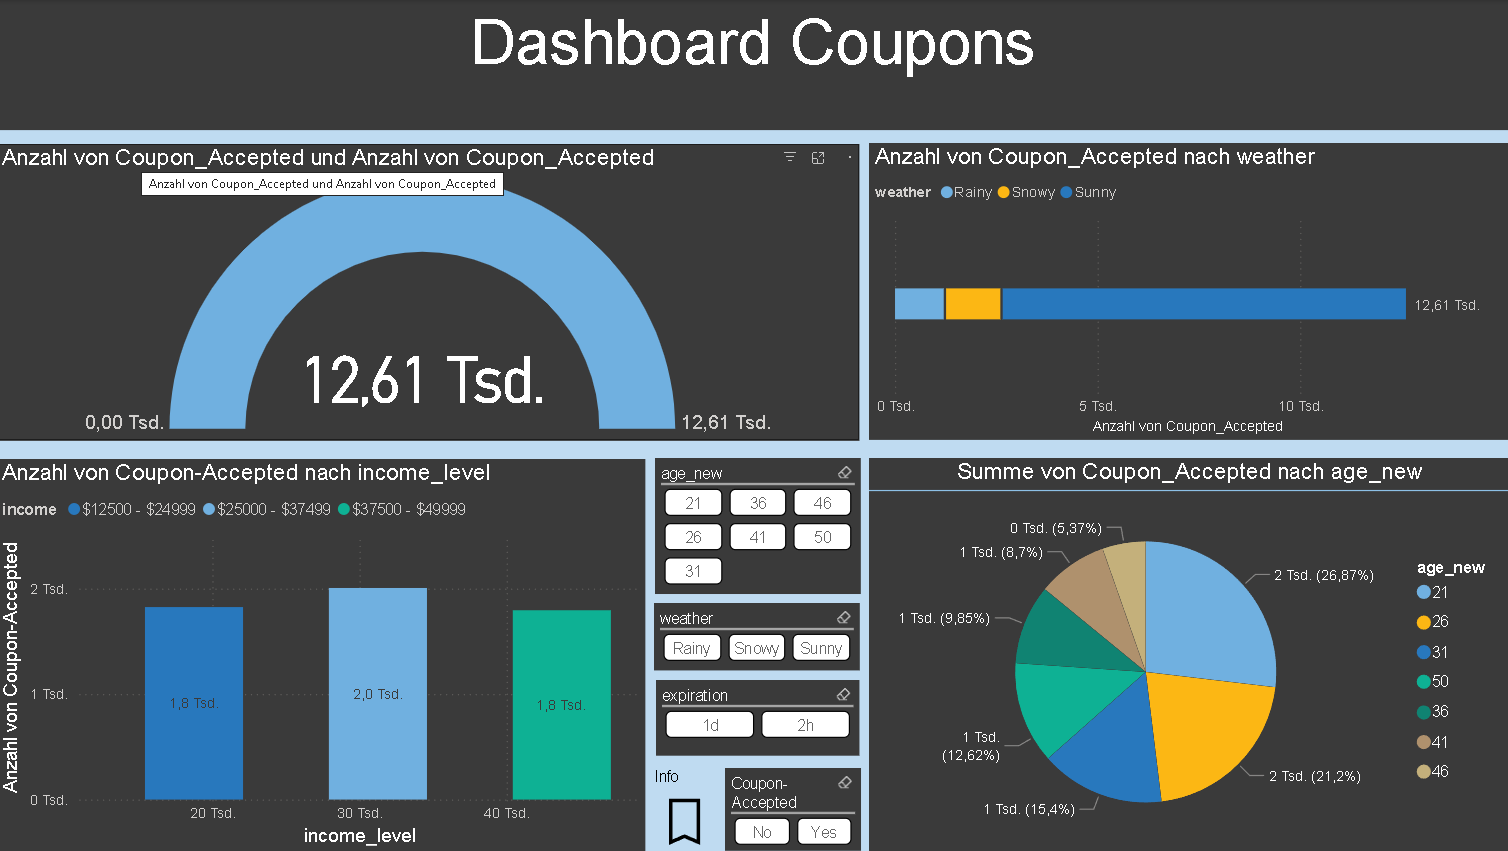 Dashboard Coupons
Anzahl von Coupon_Accepted und Anzahl von Coupon_Accepted
Anzahl von Coupon_Accepted und Anzahl von Coupon_Accepted
12,61 Tsd.
0,00 Tsd.
12,61 Tsd.
Anzahl von Coupon_Accepted nach weather
weather Rainy Snowy Sunny
12,61 Tsd.
0 Tsd. 5 Tsd. 10 Tsd.
Anzahl von Coupon_Accepted
Anzahl von Coupon-Accepted nach income_level
income $12500 - $24999 $25000 - $37499 $37500 - $49999
Anzahl von Coupon-Accepted
2 Tsd.
1 Tsd.
0 Tsd.
1,8 Tsd.
2,0 Tsd.
1,8 Tsd.
20 Tsd. 30 Tsd. 40 Tsd.
income_level
age_new
21 36 46
26 41 50
31
weather
Rainy Snowy Sunny
expiration
1d 2h
Info
Coupon-
Accepted
No Yes
Summe von Coupon_Accepted nach age_new
0 Tsd. (5,37%)
1 Tsd. (8,7%)
1 Tsd. (9,85%)
1 Tsd.
(12,62%)
1 Tsd. (15,4%)
2 Tsd. (21,2%)
2 Tsd. (26,87%)
age_new
21
26
31
50
36
41
46